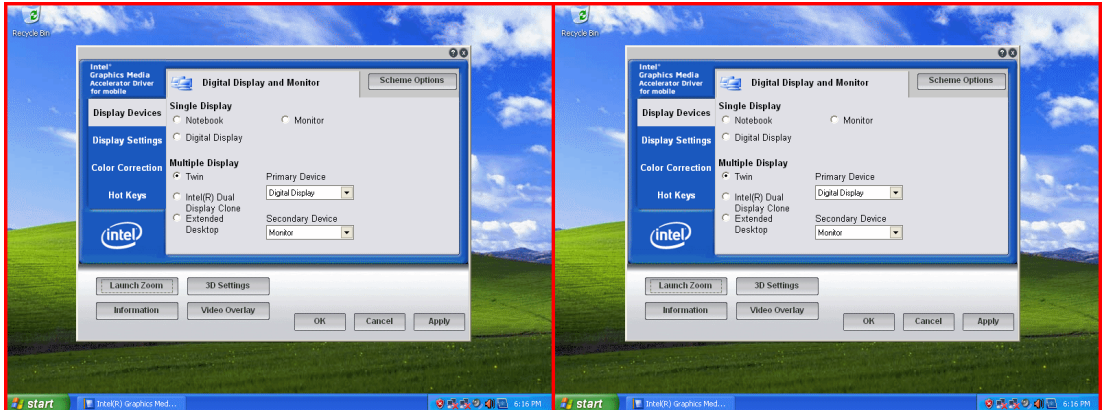 Recycle Bin
Intel®
Graphics Media
Accelerator Driver
for mobile
Digital Display and Monitor
Scheme Options
Display Devices
Display Settings
Color Correction
Hot Keys
intel
Single Display
Notebook
Monitor
Digital Display
Multiple Display
Twin
Primary Device
Intel(R) Dual
Display Clone
Digital Display
Extended
Desktop
Secondary Device
Monitor
Launch Zoom
3D Settings
Information
Video Overlay
OK
Cancel
Apply
start
Intel(R) Graphics Med...
6:16 PM
Recycle Bin
Intel®
Graphics Media
Accelerator Driver
for mobile
Digital Display and Monitor
Scheme Options
Display Devices
Display Settings
Color Correction
Hot Keys
intel
Single Display
Notebook
Monitor
Digital Display
Multiple Display
Twin
Primary Device
Intel(R) Dual
Display Clone
Digital Display
Extended
Desktop
Secondary Device
Monitor
Launch Zoom
3D Settings
Information
Video Overlay
OK
Cancel
Apply
start
Intel(R) Graphics Med...
6:16 PM